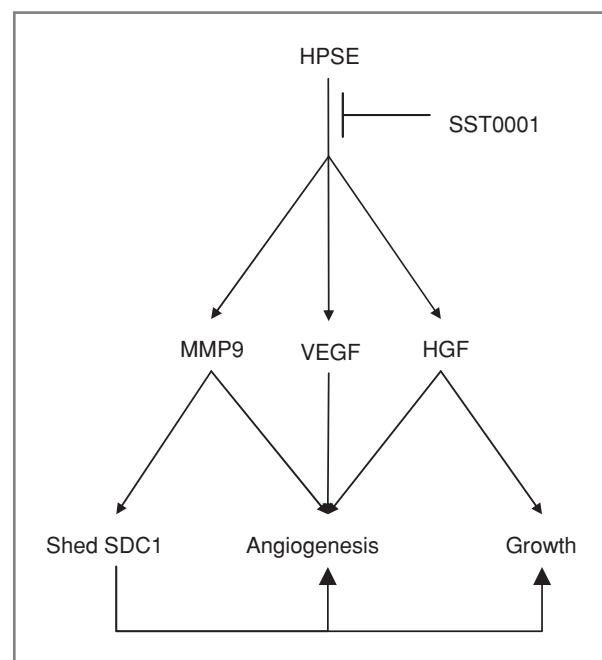 HPSE
SST0001
MMP9 VEGF HGF
Shed SDC1 Angiogenesis Growth